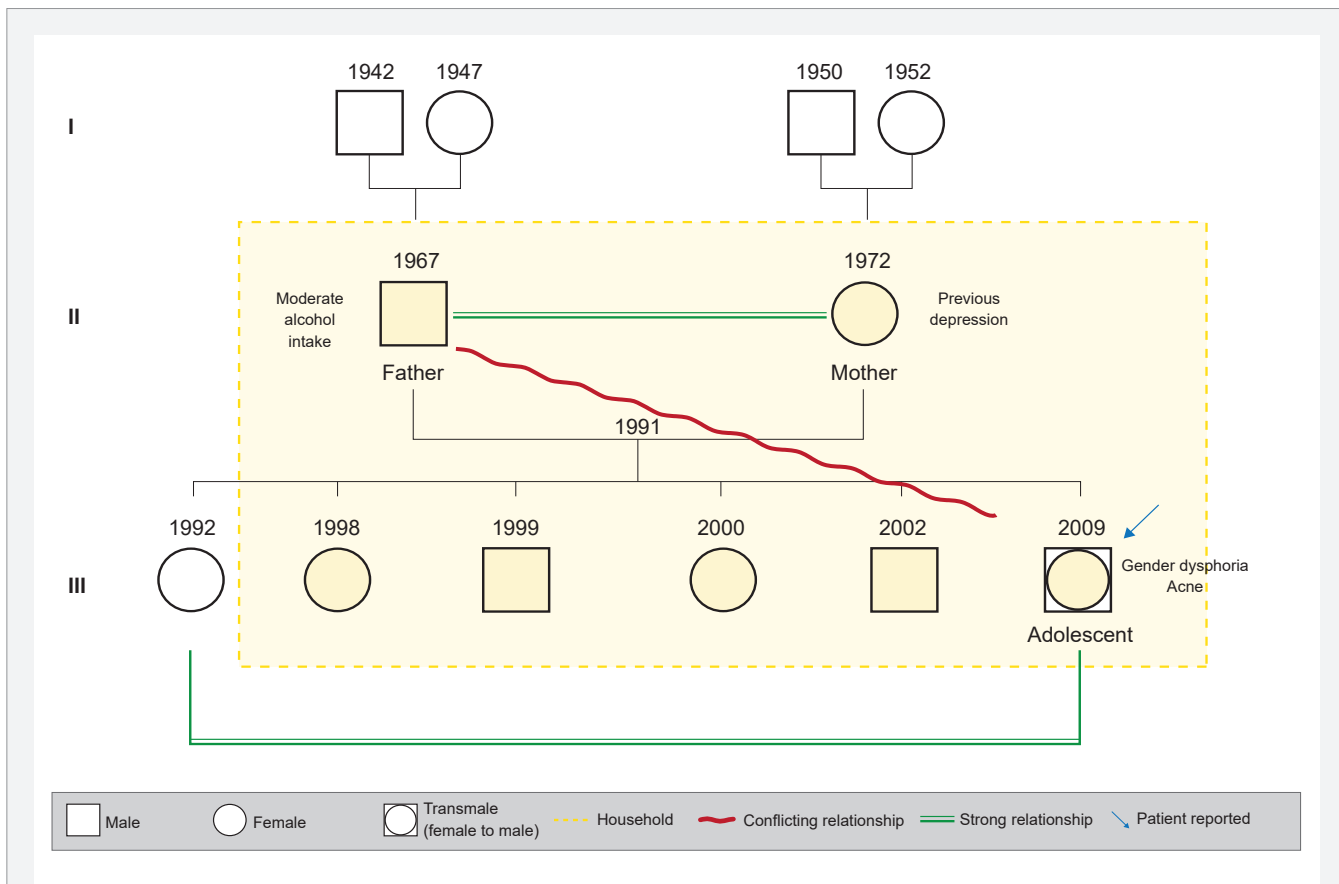 1942
1947
1950
1952
I
1967
1972
Moderate
alcohol
intake
Previous
depression
II
Father
Mother
1991
1992
1998
1999
2000
2002
2009
Gender dysphoria
Acne
III
Adolescent
Male
Female
Transmale
(female to male)
Household
Conflicting relationship
Strong relationship
Patient reported